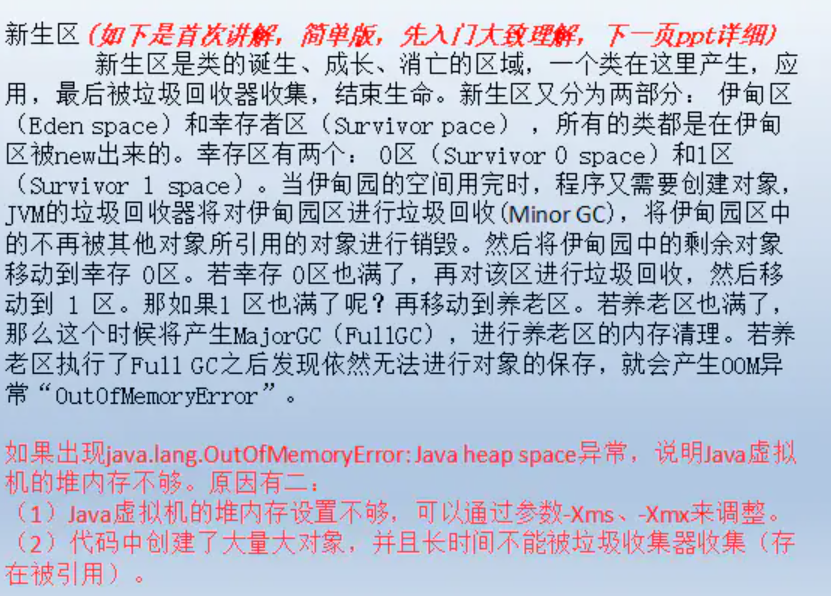 新生区(如下是首次讲解，简单版，先入门大致理解，下一页ppt详细)
新生区是类的诞生、成长、消亡的区域，一个类在这里产生，应
用，最后被垃圾回收器收集，结束生命。新生区又分为两部分： 伊甸区
（Eden space）和幸存者区（Survivor pace） ，所有的类都是在伊甸
区被new出来的。幸存区有两个： 0区（Survivor 0 space）和1区
（Survivor 1 space）。当伊甸园的空间用完时，程序又需要创建对象，
JVM的垃圾回收器将对伊甸园区进行垃圾回收(Minor GC)，将伊甸园区中
的不再被其他对象所引用的对象进行销毁。然后将伊甸园中的剩余对象
移动到幸存 0区。若幸存 0区也满了，再对该区进行垃圾回收，然后移
动到 1 区。那如果1 区也满了呢？再移动到养老区。若养老区也满了，
那么这个时候将产生MajorGC（FullGC），进行养老区的内存清理。若养
老区执行了Full GC之后发现依然无法进行对象的保存，就会产生OOM异
常“OutOfMemoryError”。
如果出现java.lang.OutOfMemoryError: Java heap space异常，说明Java虚拟
机的堆内存不够。原因有二：
（1）Java虚拟机的堆内存设置不够，可以通过参数-Xms、-Xmx来调整。
（2）代码中创建了大量大对象，并且长时间不能被垃圾收集器收集（存
在被引用）。